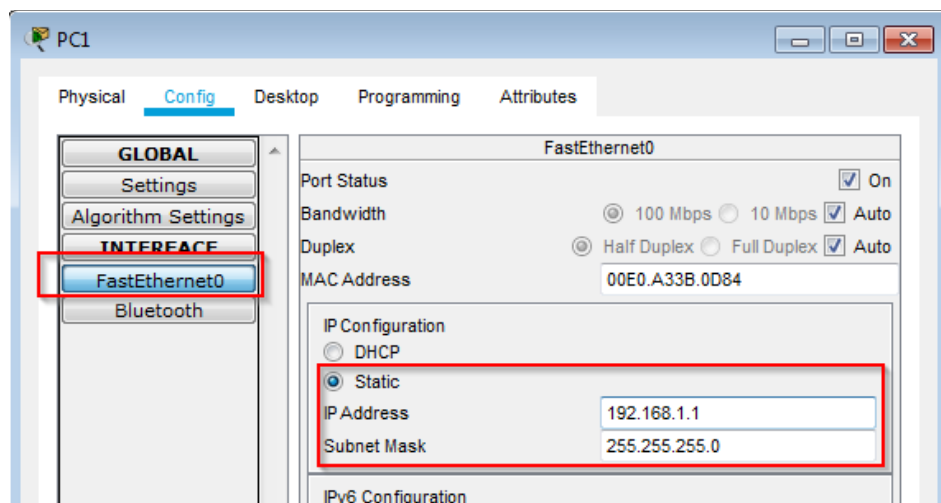 PC1
Physical Config Desktop Programming Attributes
GLOBAL
Settings
Algorithm Settings
INTERFACE
FastEthernet0
Bluetooth
FastEthernet0
Port Status On
Bandwidth 100 Mbps 10 Mbps Auto
Duplex Half Duplex Full Duplex Auto
MAC Address 00E0.A33B.0D84
IP Configuration
DHCP
Static
IP Address 192.168.1.1
Subnet Mask 255.255.255.0
IPv6 Configuration